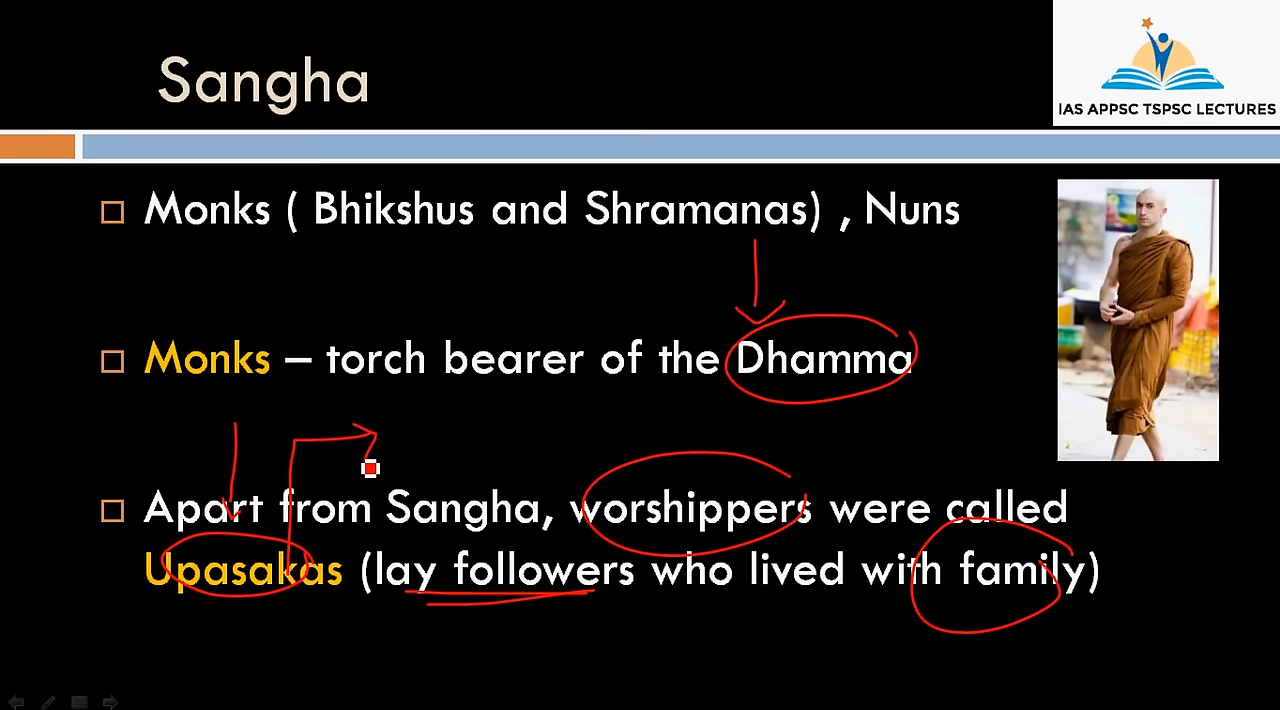 Sangha
IAS APPSC TSPSC LECTURES
Monks ( Bhikshus and Shramanas) , Nuns
Monks – torch bearer of the Dhamma
Apart from Sangha, worshippers were called
Upasakas (lay followers who lived with family)